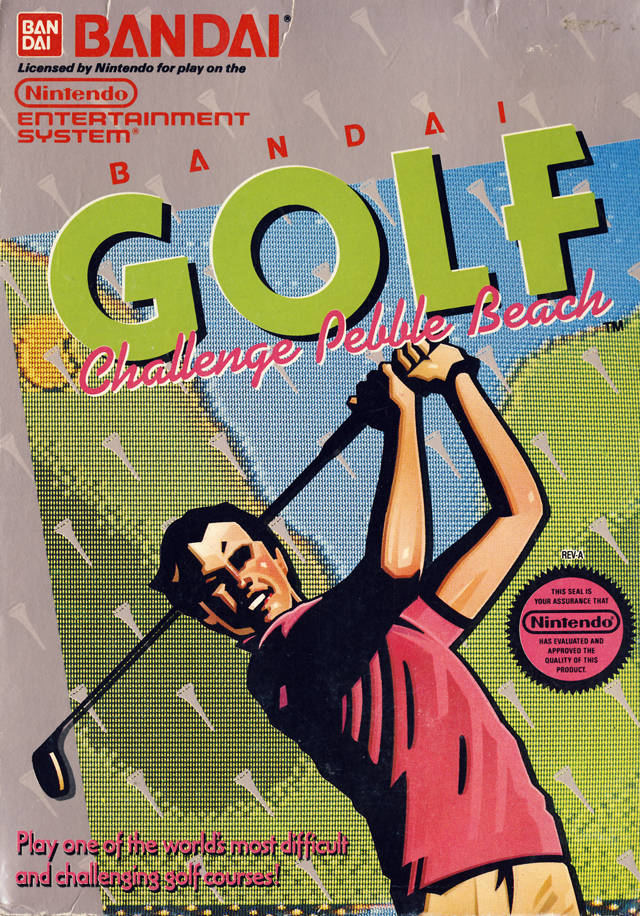 BAN
DAI
BANDAI®
Licensed by Nintendo for play on the
Nintendo
ENTERTAINMENT
SYSTEM®
BANDAI
GOLF
Challenge Pebble Beach™
REV-A
THIS SEAL IS
YOUR ASSURANCE THAT
Nintendo®
HAS EVALUATED AND
APPROVED THE
QUALITY OF THIS
PRODUCT.
Play one of the world's most difficult
and challenging golf courses!